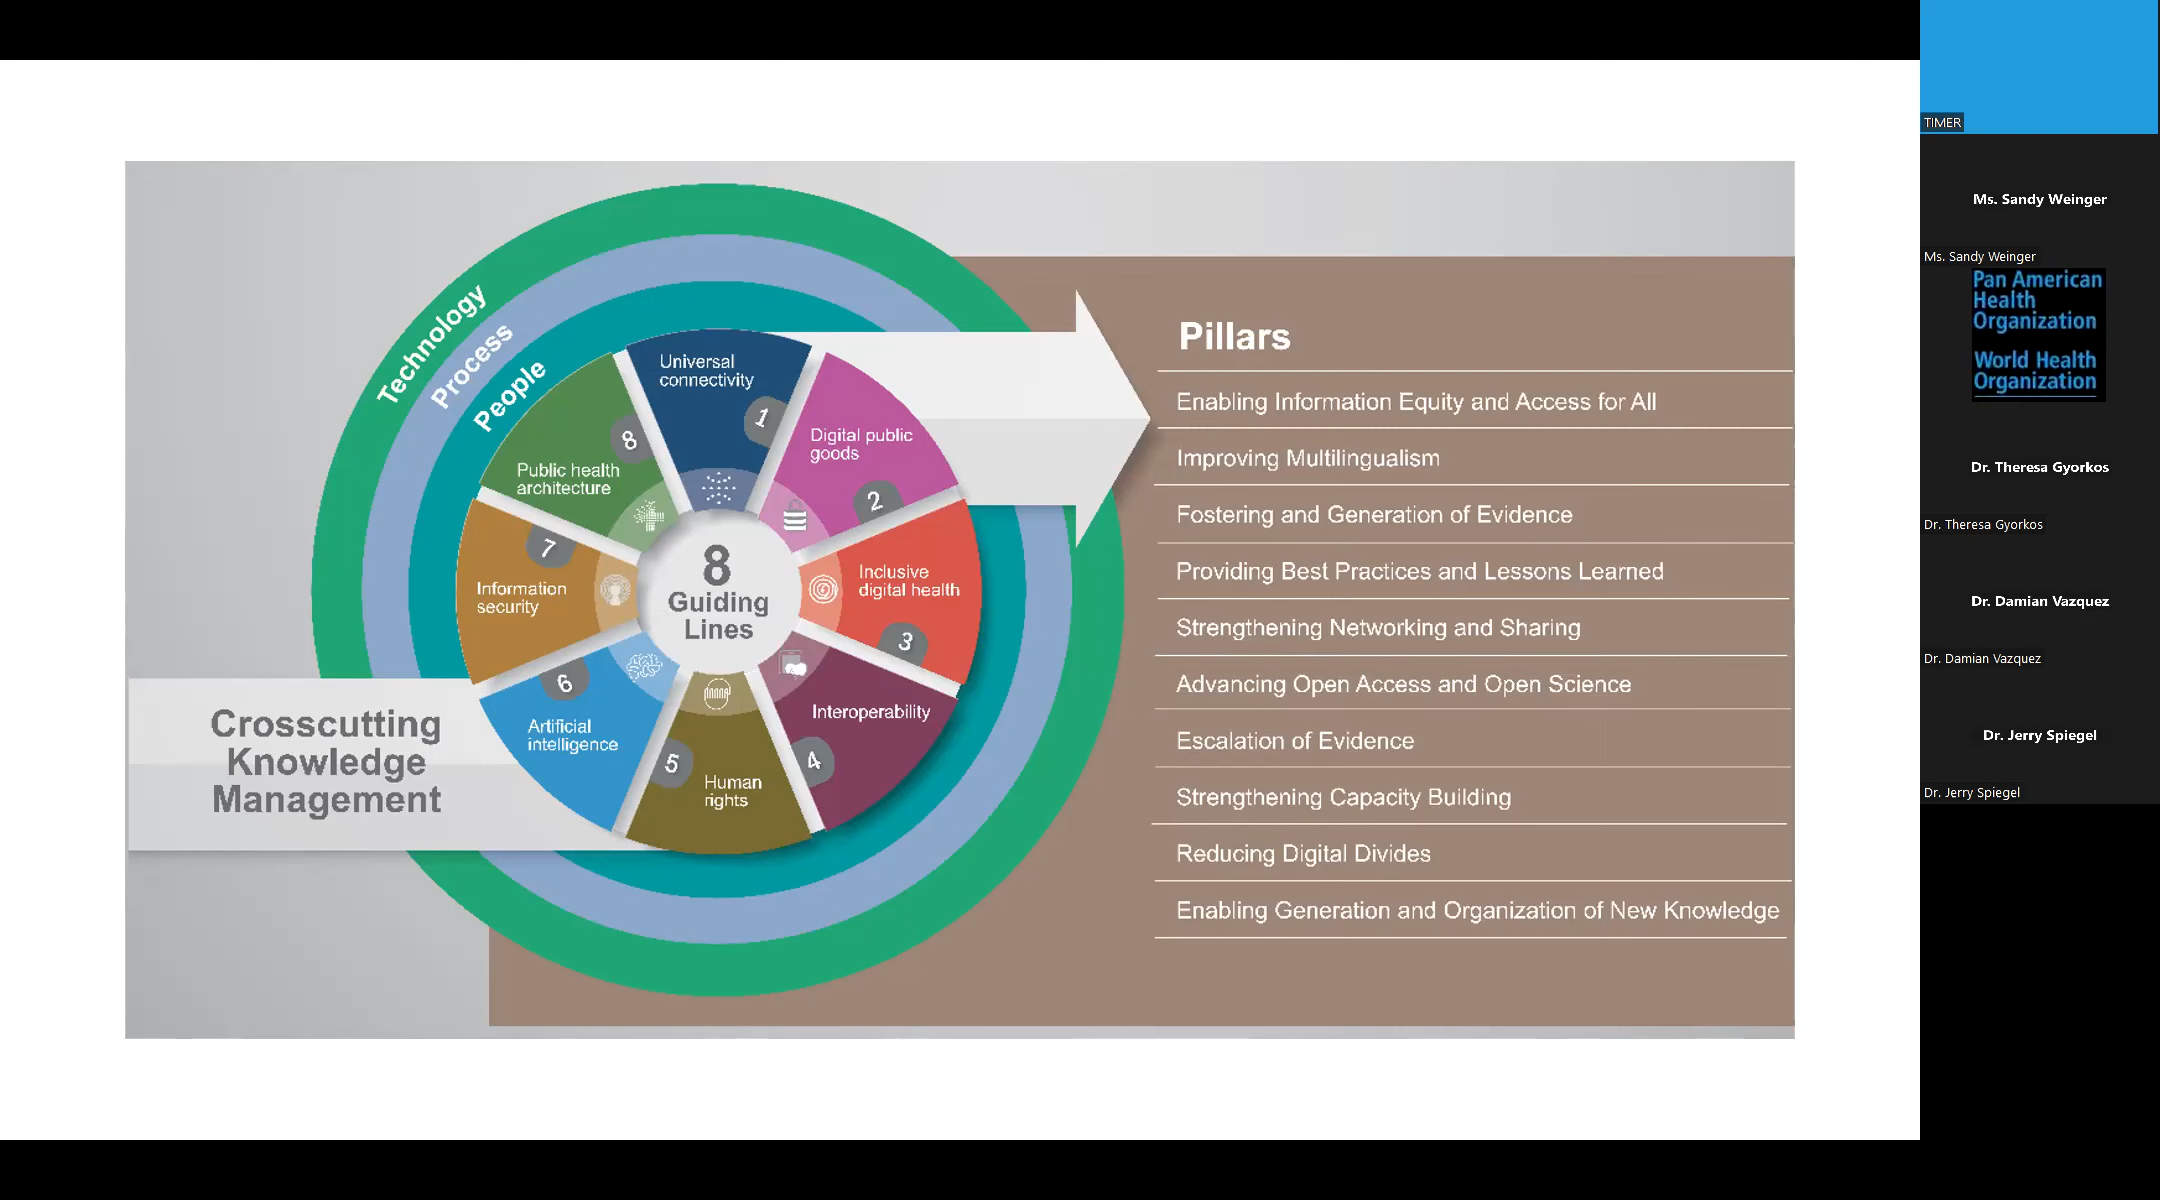 Technology
Process
People
Universal
connectivity
1
Digital public
goods
2
Inclusive
digital health
3
Interoperability
4
Human
rights
5
Artificial
intelligence
6
Information
security
7
Public health
architecture
8
8
Guiding
Lines
Crosscutting
Knowledge
Management
Pillars
Enabling Information Equity and Access for All
Improving Multilingualism
Fostering and Generation of Evidence
Providing Best Practices and Lessons Learned
Strengthening Networking and Sharing
Advancing Open Access and Open Science
Escalation of Evidence
Strengthening Capacity Building
Reducing Digital Divides
Enabling Generation and Organization of New Knowledge
TIMER
Ms. Sandy Weinger
Ms. Sandy Weinger
Pan American
Health
Organization
World Health
Organization
Dr. Theresa Gyorkos
Dr. Theresa Gyorkos
Dr. Damian Vazquez
Dr. Damian Vazquez
Dr. Jerry Spiegel
Dr. Jerry Spiegel